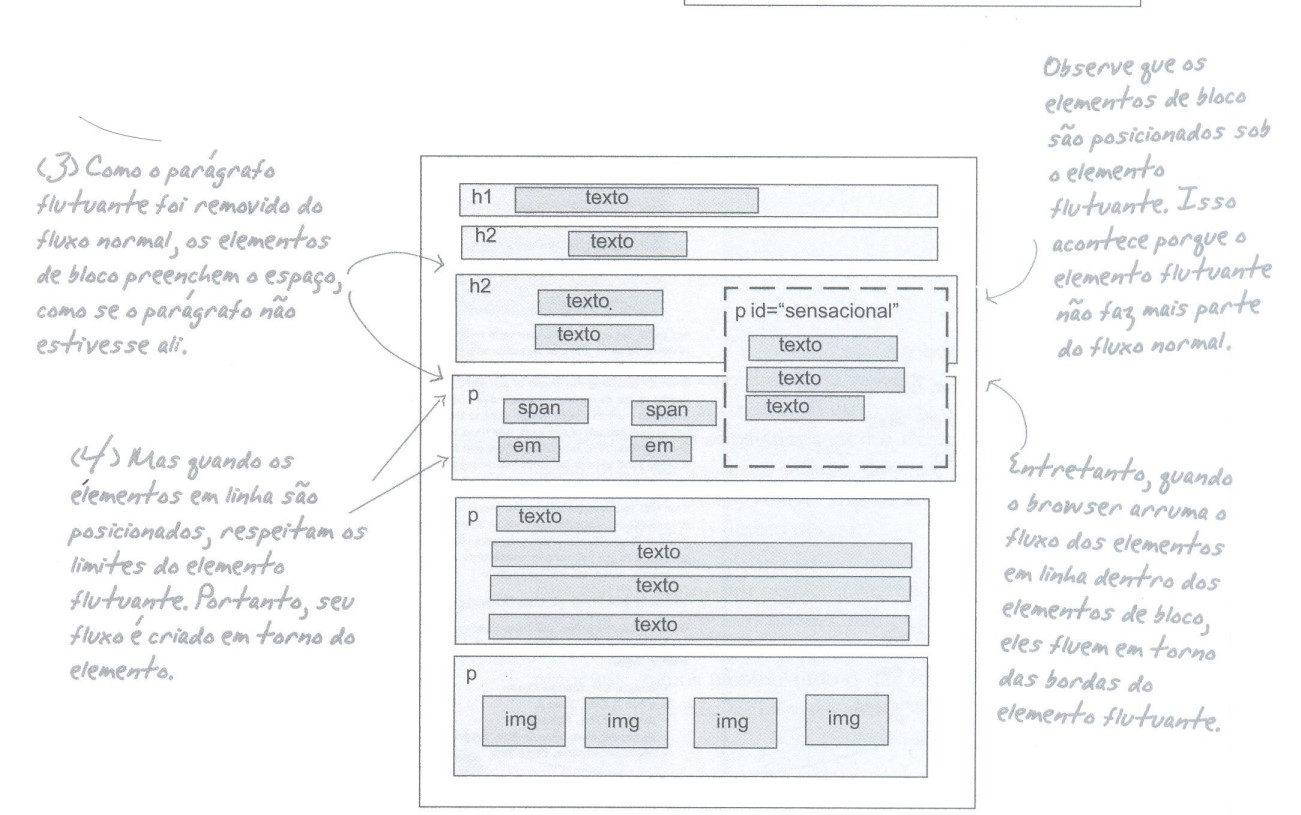 Observe que os
elementos de bloco
são posicionados sob
o elemento
flutuante. Isso
acontece porque o
elemento flutuante
não faz mais parte
do fluxo normal.
(3) Como o parágrafo
flutuante foi removido do
fluxo normal, os elementos
de bloco preenchem o espaço,
como se o parágrafo não
estivesse ali.
h1 texto
h2 texto
h2
texto
texto
p id="sensacional"
texto
texto
texto
p
span span
em em
(4) Mas quando os
elementos em linha são
posicionados, respeitam os
limites do elemento
flutuante. Portanto, seu
fluxo é criado em torno do
elemento.
Entretanto, quando
o browser arruma o
fluxo dos elementos
em linha dentro dos
elementos de bloco,
eles fluem em torno
das bordas do
elemento flutuante.
p texto
texto
texto
texto
p
img img img img